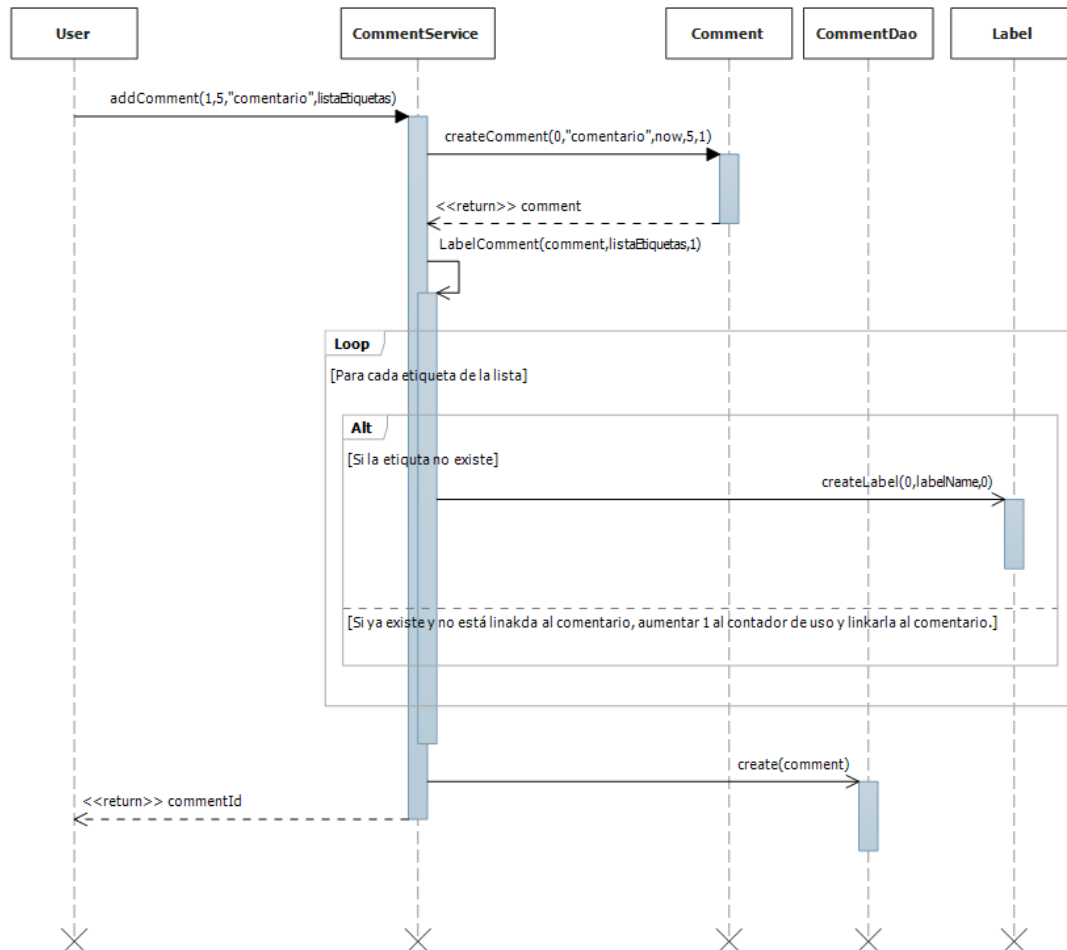 User
CommentService
Comment
CommentDao
Label
addComment(1,5,"comentario",listaEtiquetas)
createComment(0,"comentario",now,5,1)
<<return>> comment
LabelComment(comment,listaEtiquetas,1)
Loop
[Para cada etiqueta de la lista]
Alt
[Si la etiquta no existe]
createLabel(0,labelName,0)
[Si ya existe y no está linakda al comentario, aumentar 1 al contador de uso y linkarla al comentario.]
create(comment)
<<return>> commentId